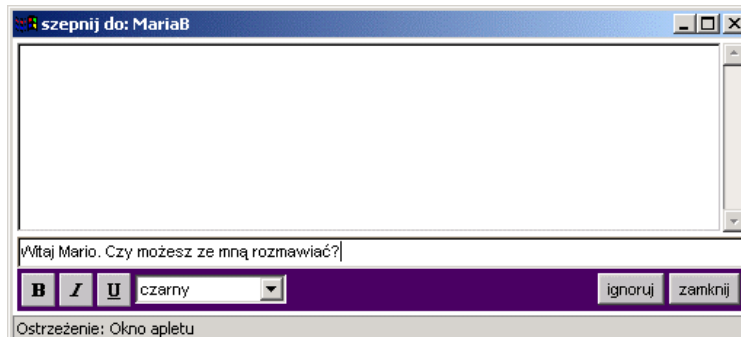 szepnij do: MariaB
Witaj Mario. Czy możesz ze mną rozmawiać?
B I U czarny ignoruj zamknij
Ostrzeżenie: Okno apletu